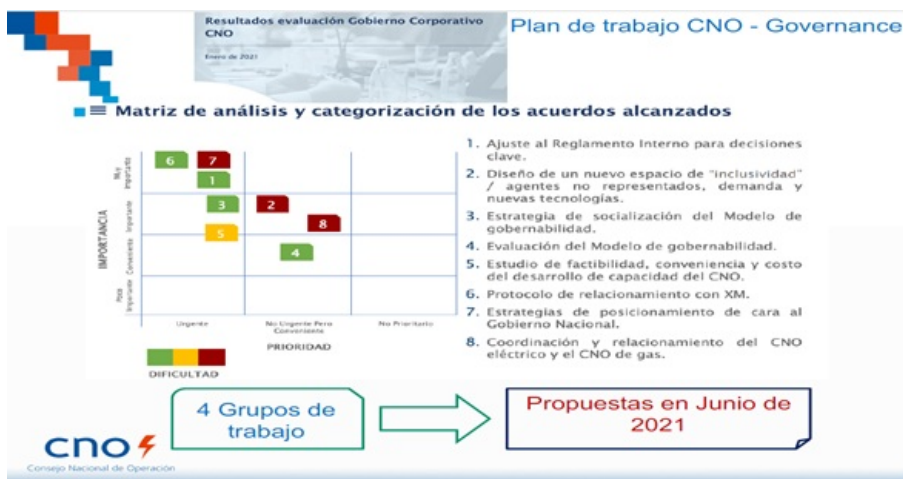 Resultados evaluación Gobierno Corporativo
CNO
Enero de 2021
Plan de trabajo CNO - Governance
Matriz de análisis y categorización de los acuerdos alcanzados
IMPORTANCIA
Muy
Importante
Importante
Conveniente
Poco
Importante
6
7
1
3
2
8
5
4
Urgente
No Urgente Pero
Conveniente
No Prioritario
PRIORIDAD
DIFICULTAD
1. Ajuste al Reglamento Interno para decisiones
clave.
2. Diseño de un nuevo espacio de "inclusividad"
/ agentes no representados, demanda y
nuevas tecnologías.
3. Estrategia de socialización del Modelo de
gobernabilidad.
4. Evaluación del Modelo de gobernabilidad.
5. Estudio de factibilidad, conveniencia y costo
del desarrollo de capacidad del CNO.
6. Protocolo de relacionamiento con XM.
7. Estrategias de posicionamiento de cara al
Gobierno Nacional.
8. Coordinación y relacionamiento del CNO
eléctrico y el CNO de gas.
4 Grupos de
trabajo
Propuestas en Junio de
2021
cno
Consejo Nacional de Operación